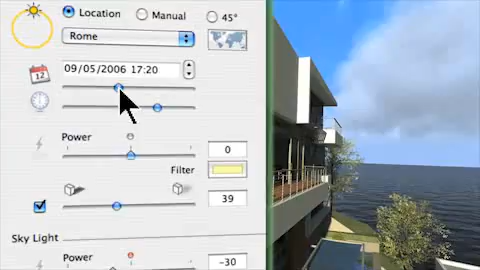 Location Manual 45°
Rome
12
09/05/2006 17:20
Power
0
Filter
39
Sky Light
Power
-30